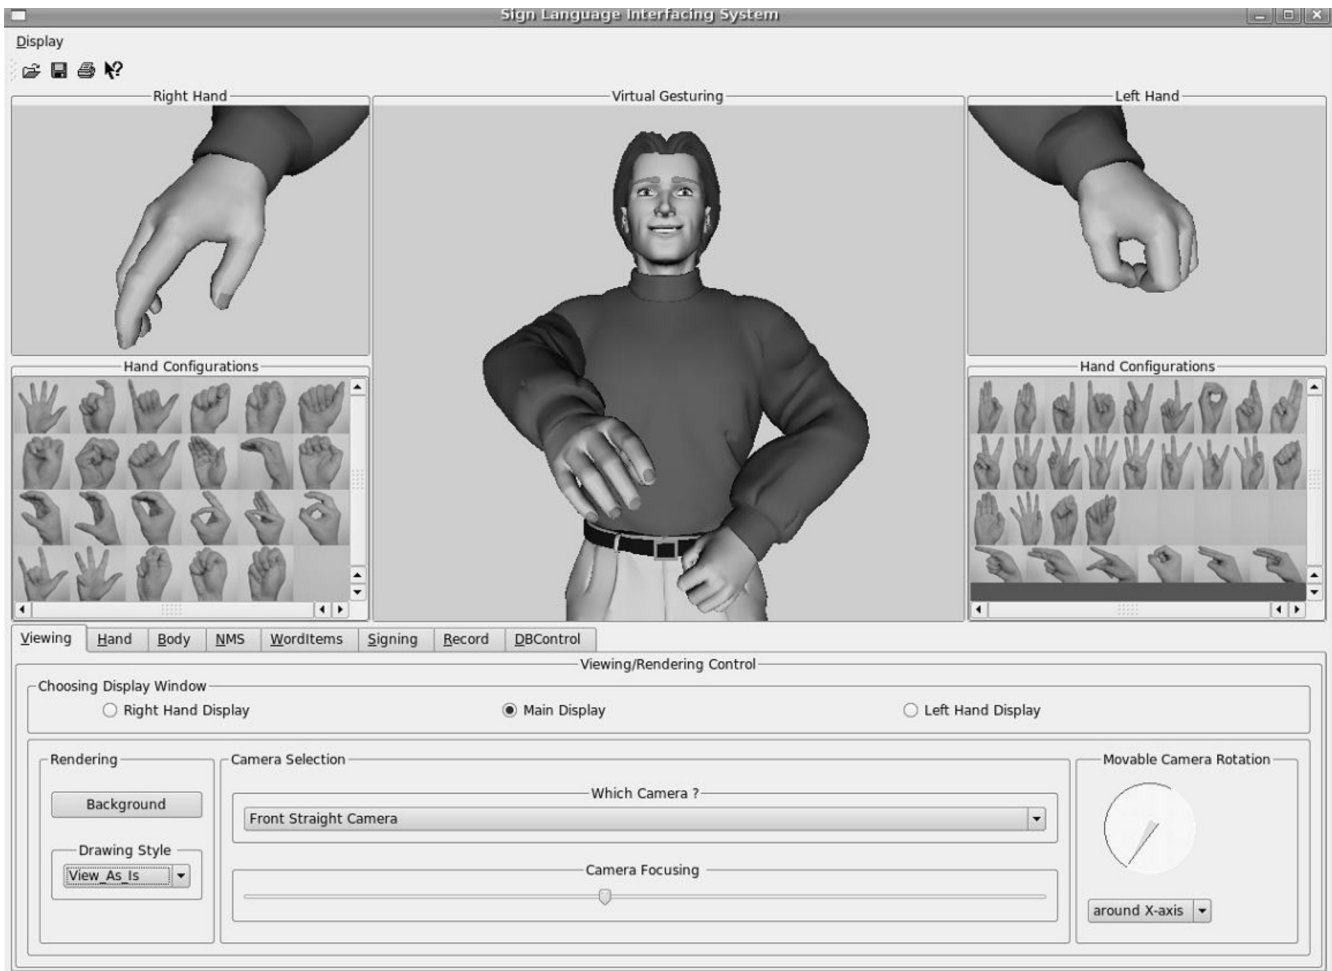 Sign Language Interfacing System
Display
Right Hand
Virtual Gesturing
Left Hand
Hand Configurations
Hand Configurations
Viewing Hand Body NMS WordItems Signing Record DBControl
Viewing/Rendering Control
Choosing Display Window
Right Hand Display Main Display Left Hand Display
Rendering
Background
Drawing Style
View_As_Is
Camera Selection
Which Camera ?
Front Straight Camera
Camera Focusing
Movable Camera Rotation
around X-axis